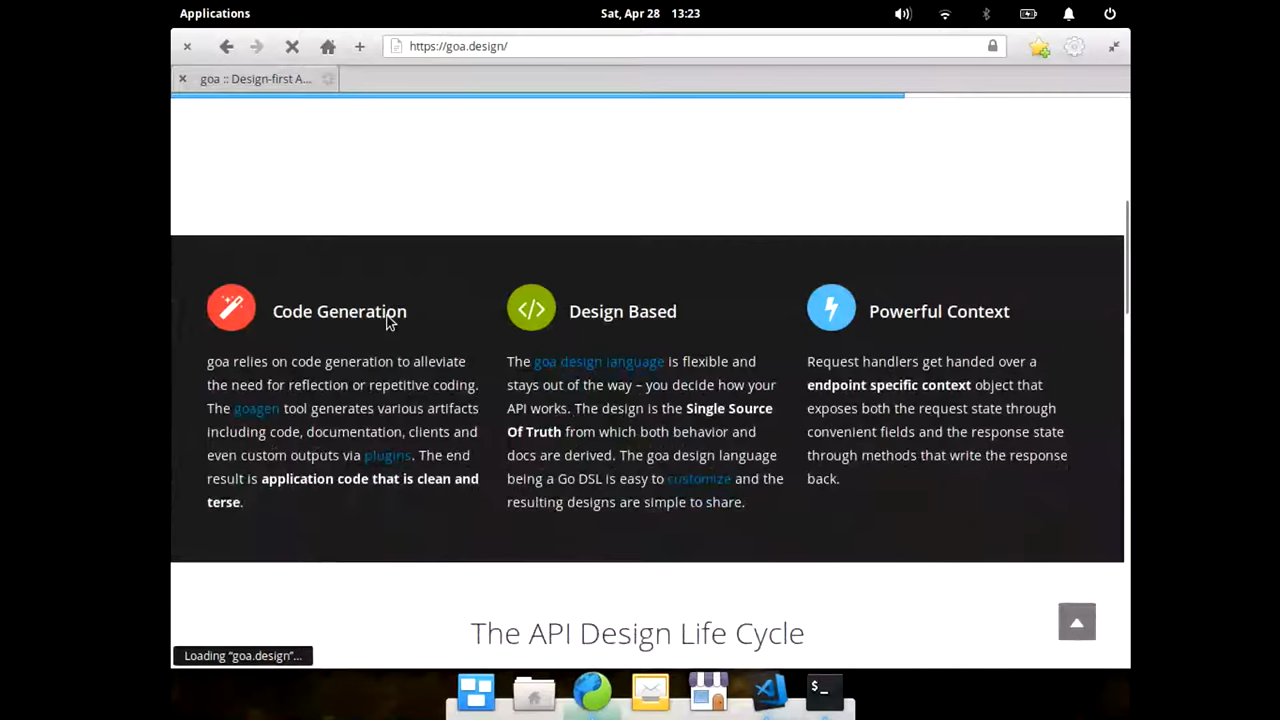 Applications
Sat, Apr 28 13:23
https://goa.design/
goa :: Design-first A...
Code Generation
goa relies on code generation to alleviate
the need for reflection or repetitive coding.
The goagen tool generates various artifacts
including code, documentation, clients and
even custom outputs via plugins. The end
result is application code that is clean and
terse.
Design Based
The goa design language is flexible and
stays out of the way – you decide how your
API works. The design is the Single Source
Of Truth from which both behavior and
docs are derived. The goa design language
being a Go DSL is easy to customize and the
resulting designs are simple to share.
Powerful Context
Request handlers get handed over a
endpoint specific context object that
exposes both the request state through
convenient fields and the response state
through methods that write the response
back.
The API Design Life Cycle
Loading “goa.design”...
$_